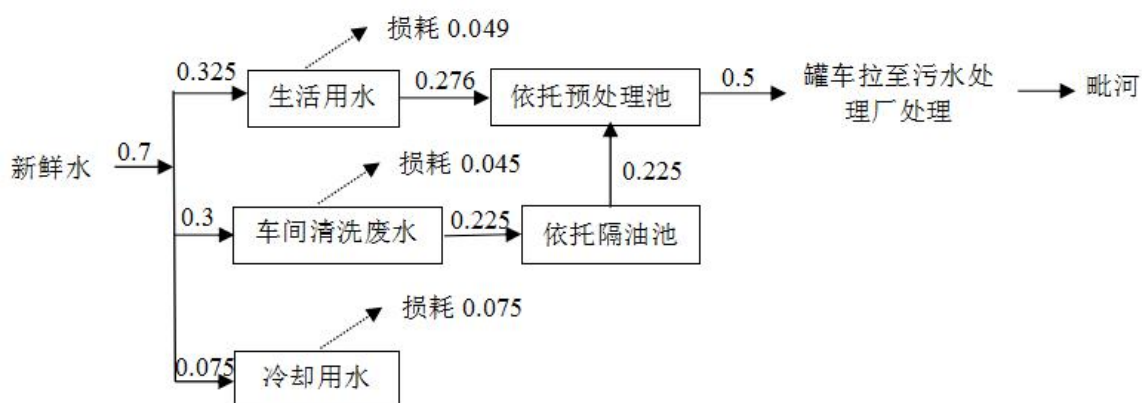 损耗 0.049
0.325
生活用水
0.276
依托预处理池
0.5
罐车拉至污水处
理厂处理
毗河
新鲜水
0.7
损耗 0.045
0.225
0.3
车间清洗废水
0.225
依托隔油池
损耗 0.075
0.075
冷却用水